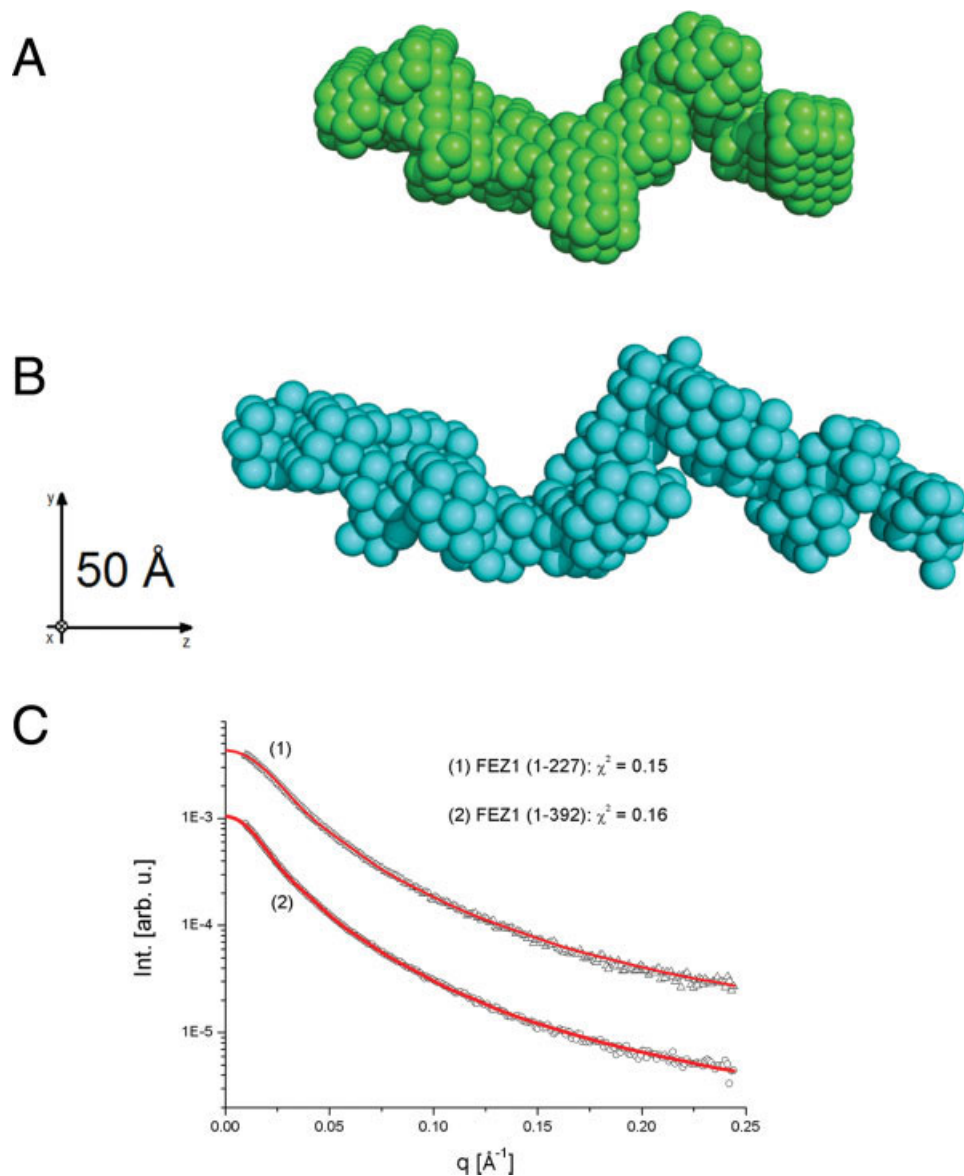 A
B
y
50 Å
x
z
C
(1)
(1) FEZ1 (1-227): χ² = 0.15
(2) FEZ1 (1-392): χ² = 0.16
1E-3
(2)
1E-4
Int. [arb. u.]
1E-5
0.00 0.05 0.10 0.15 0.20 0.25
q [Å⁻¹]